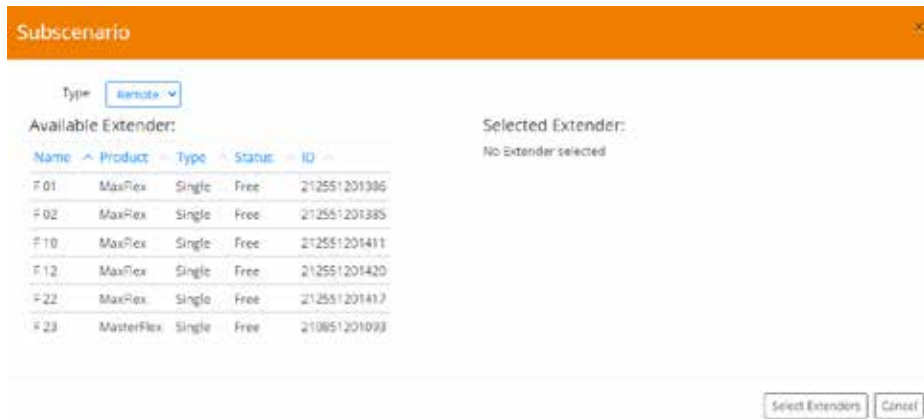 Subscenario ×
Type Remote
Available Extender:
Name Product Type Status ID
F 01 MaxFlex Single Free 212551201386
F 02 MaxFlex Single Free 212551201385
F 10 MaxFlex Single Free 212551201411
F 12 MaxFlex Single Free 212551201420
F 22 MaxFlex Single Free 212551201417
F 23 MasterFlex Single Free 210851201093
Selected Extender:
No Extender selected
Select Extenders Cancel